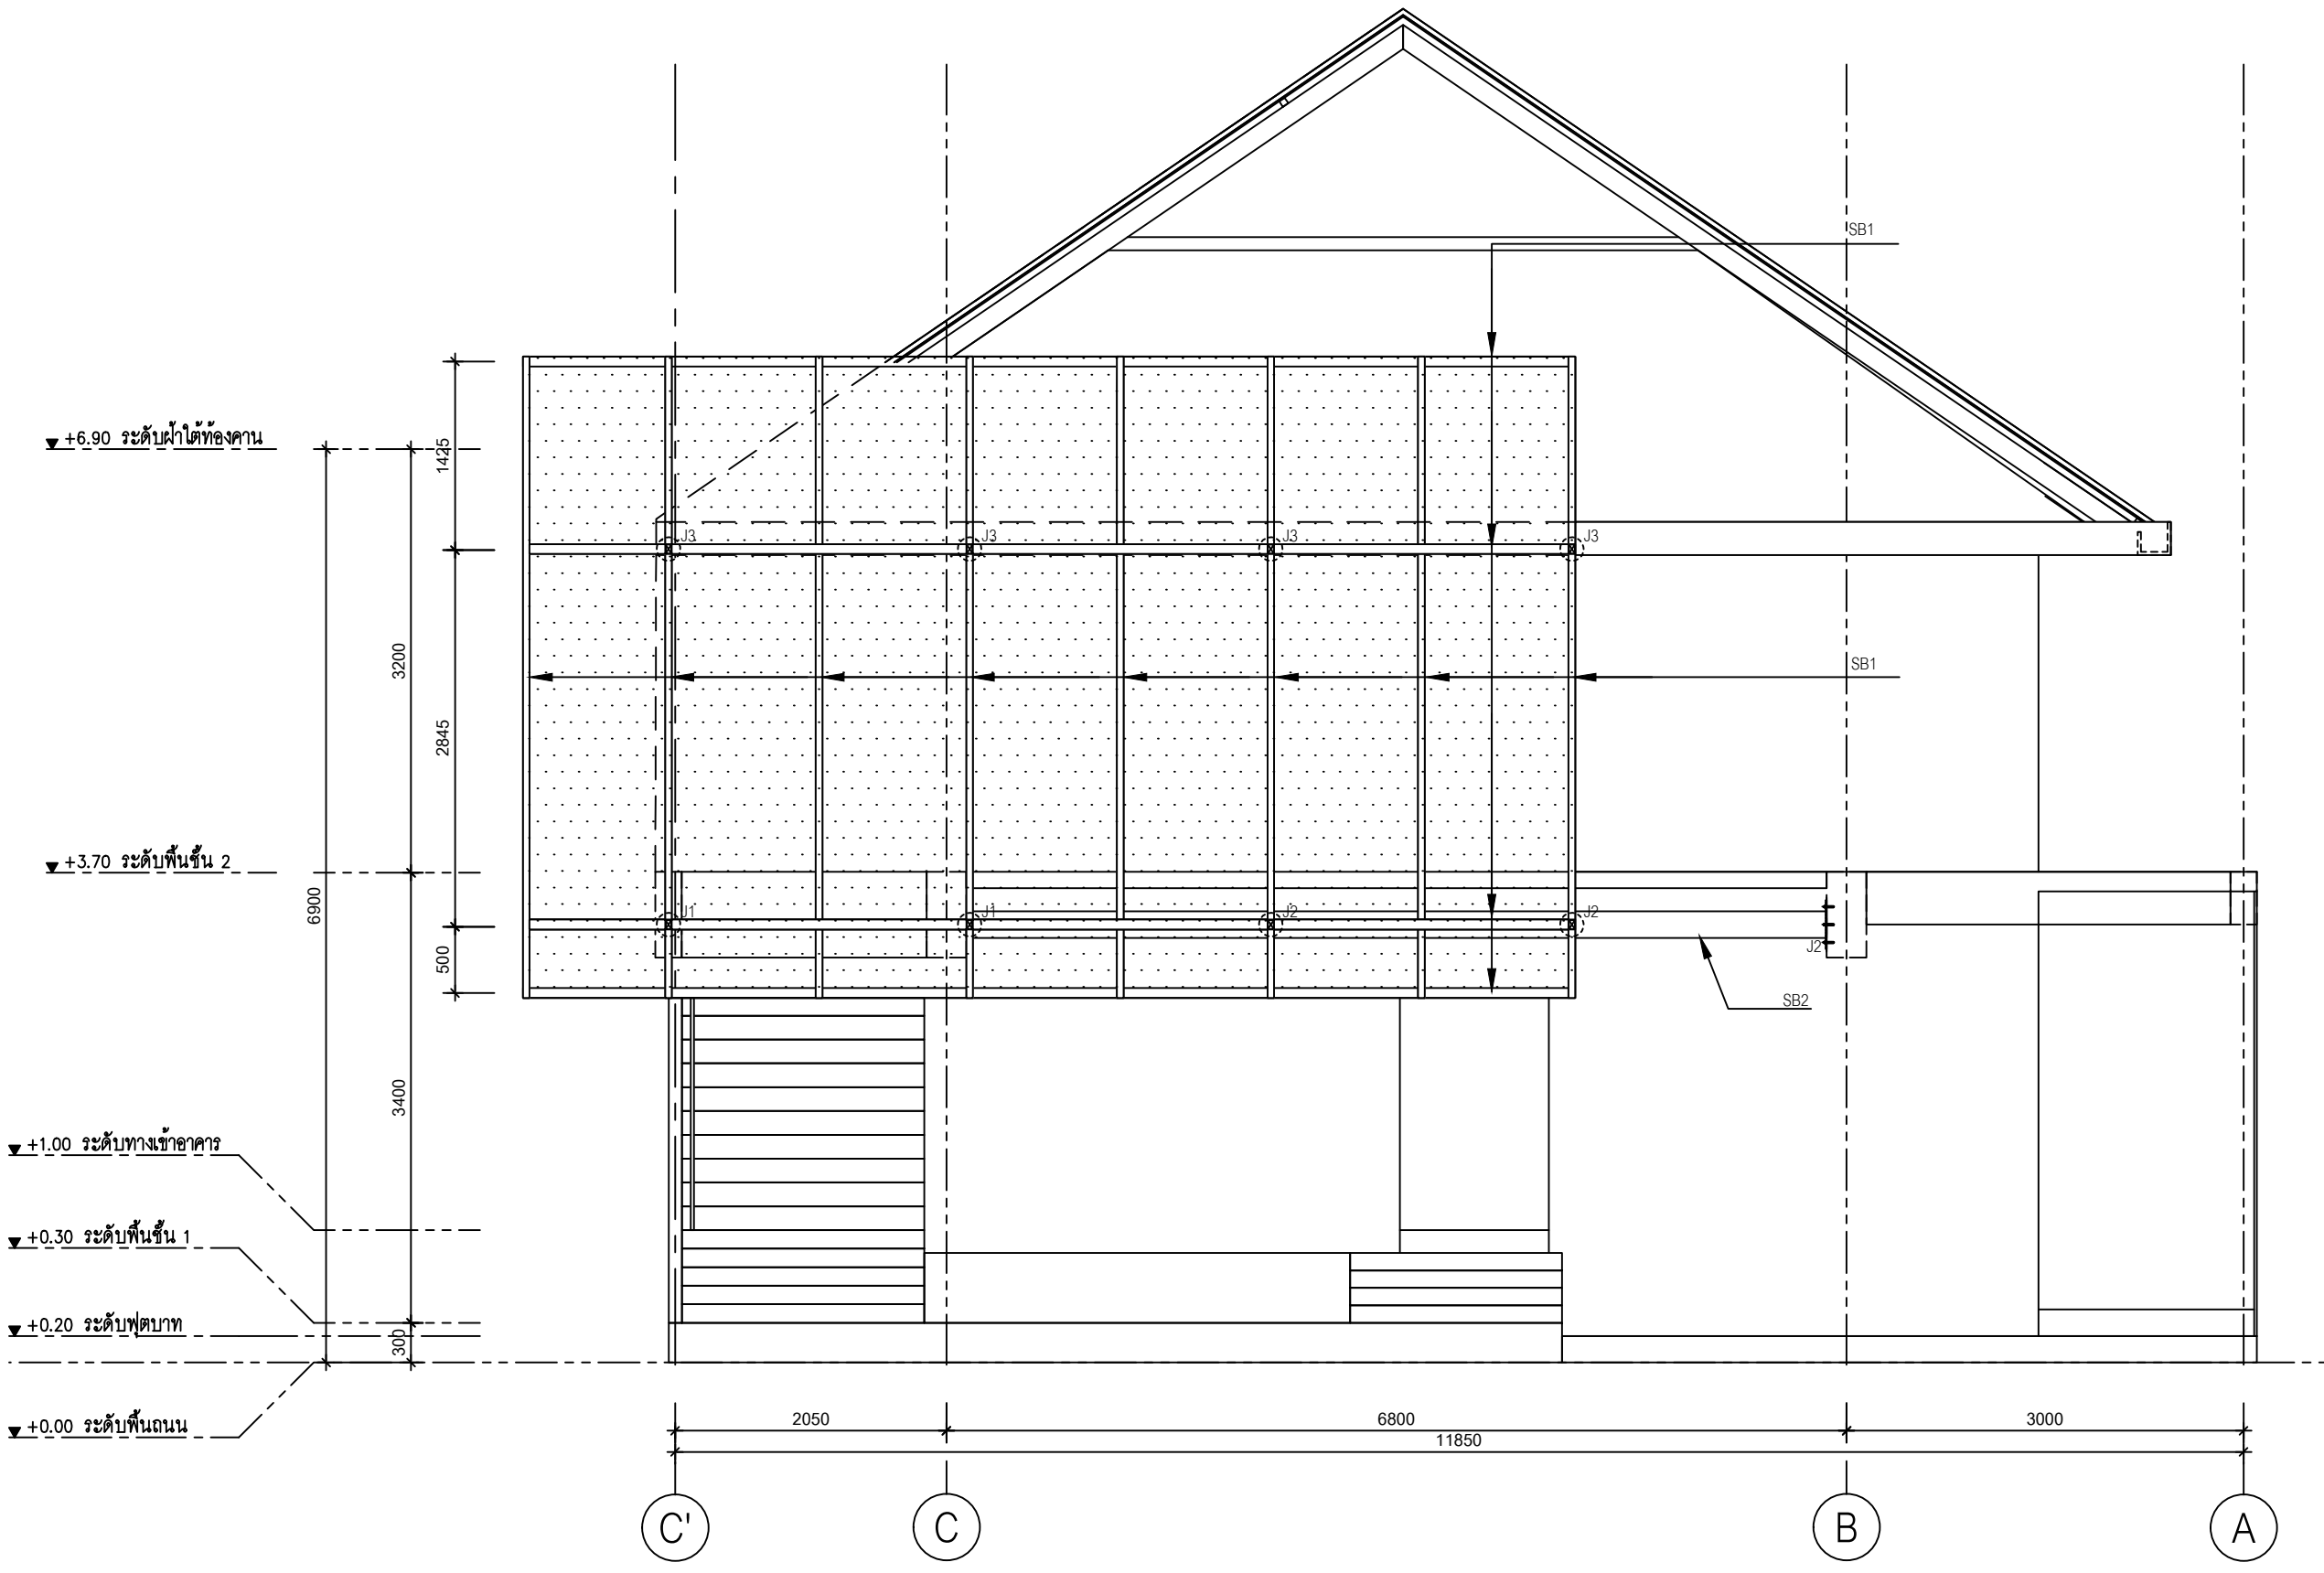 SB1
+6.90 ระดับฝ้าใต้ท้องคาน
1425
J3 J3 J3 J3
3200
SB1
2845
+3.70 ระดับพื้นชั้น 2
6900
J1 J1 J2 J2
J2
500
SB2
3400
+1.00 ระดับทางเข้าอาคาร
+0.30 ระดับพื้นชั้น 1
+0.20 ระดับฟุตบาท
300
+0.00 ระดับพื้นถนน
2050 6800 3000
11850
C' C B A